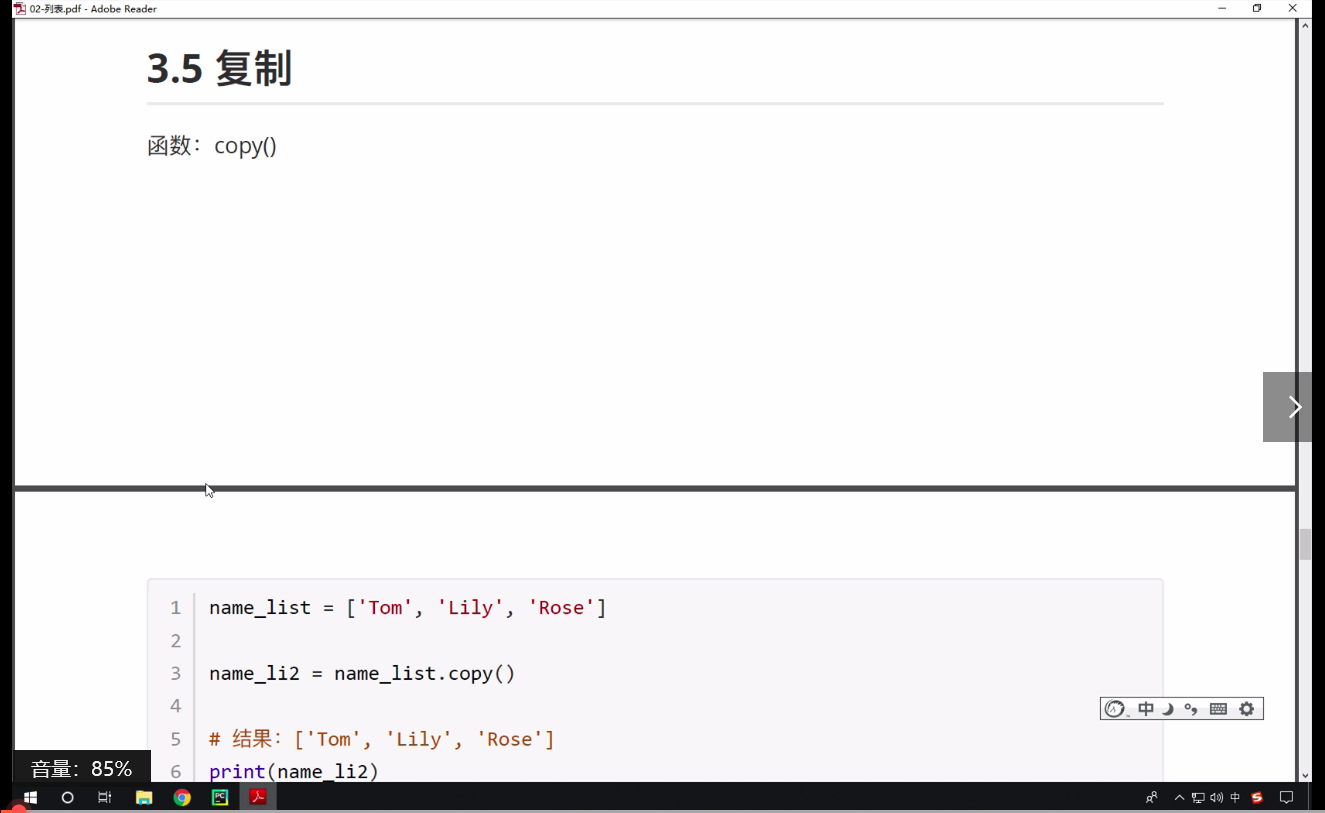 02-列表.pdf - Adobe Reader
3.5 复制
函数：copy()
1 name_list = ['Tom', 'Lily', 'Rose']
2
3 name_li2 = name_list.copy()
4
5 # 结果：['Tom', 'Lily', 'Rose']
6 print(name_li2)
中
音量：85%
PC
中